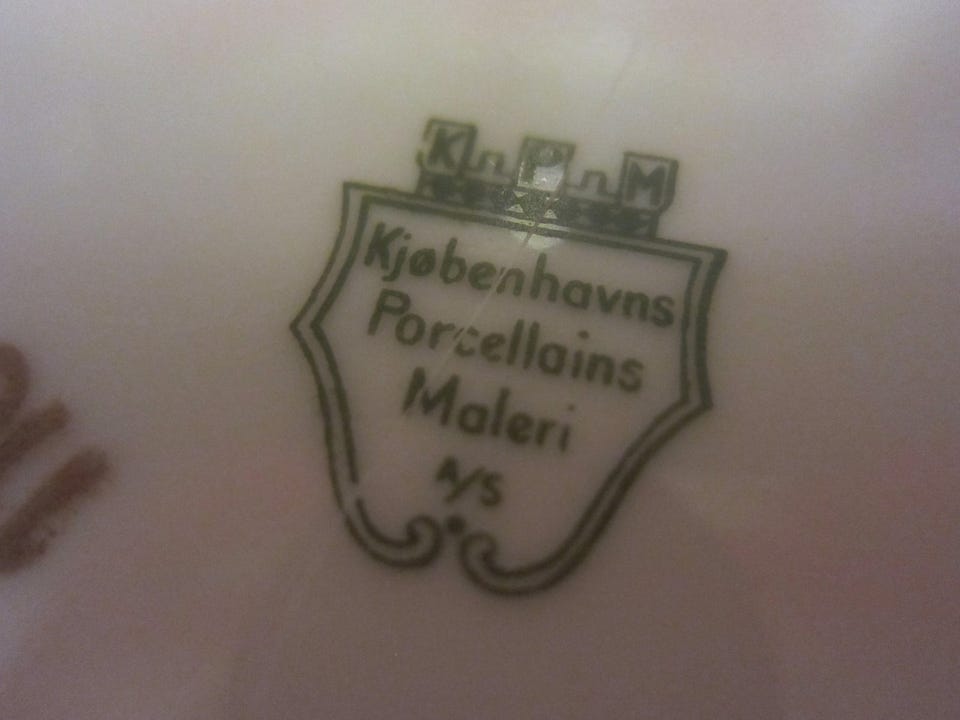 K P M
Kjøbenhavns
Porcellains
Maleri
A/S